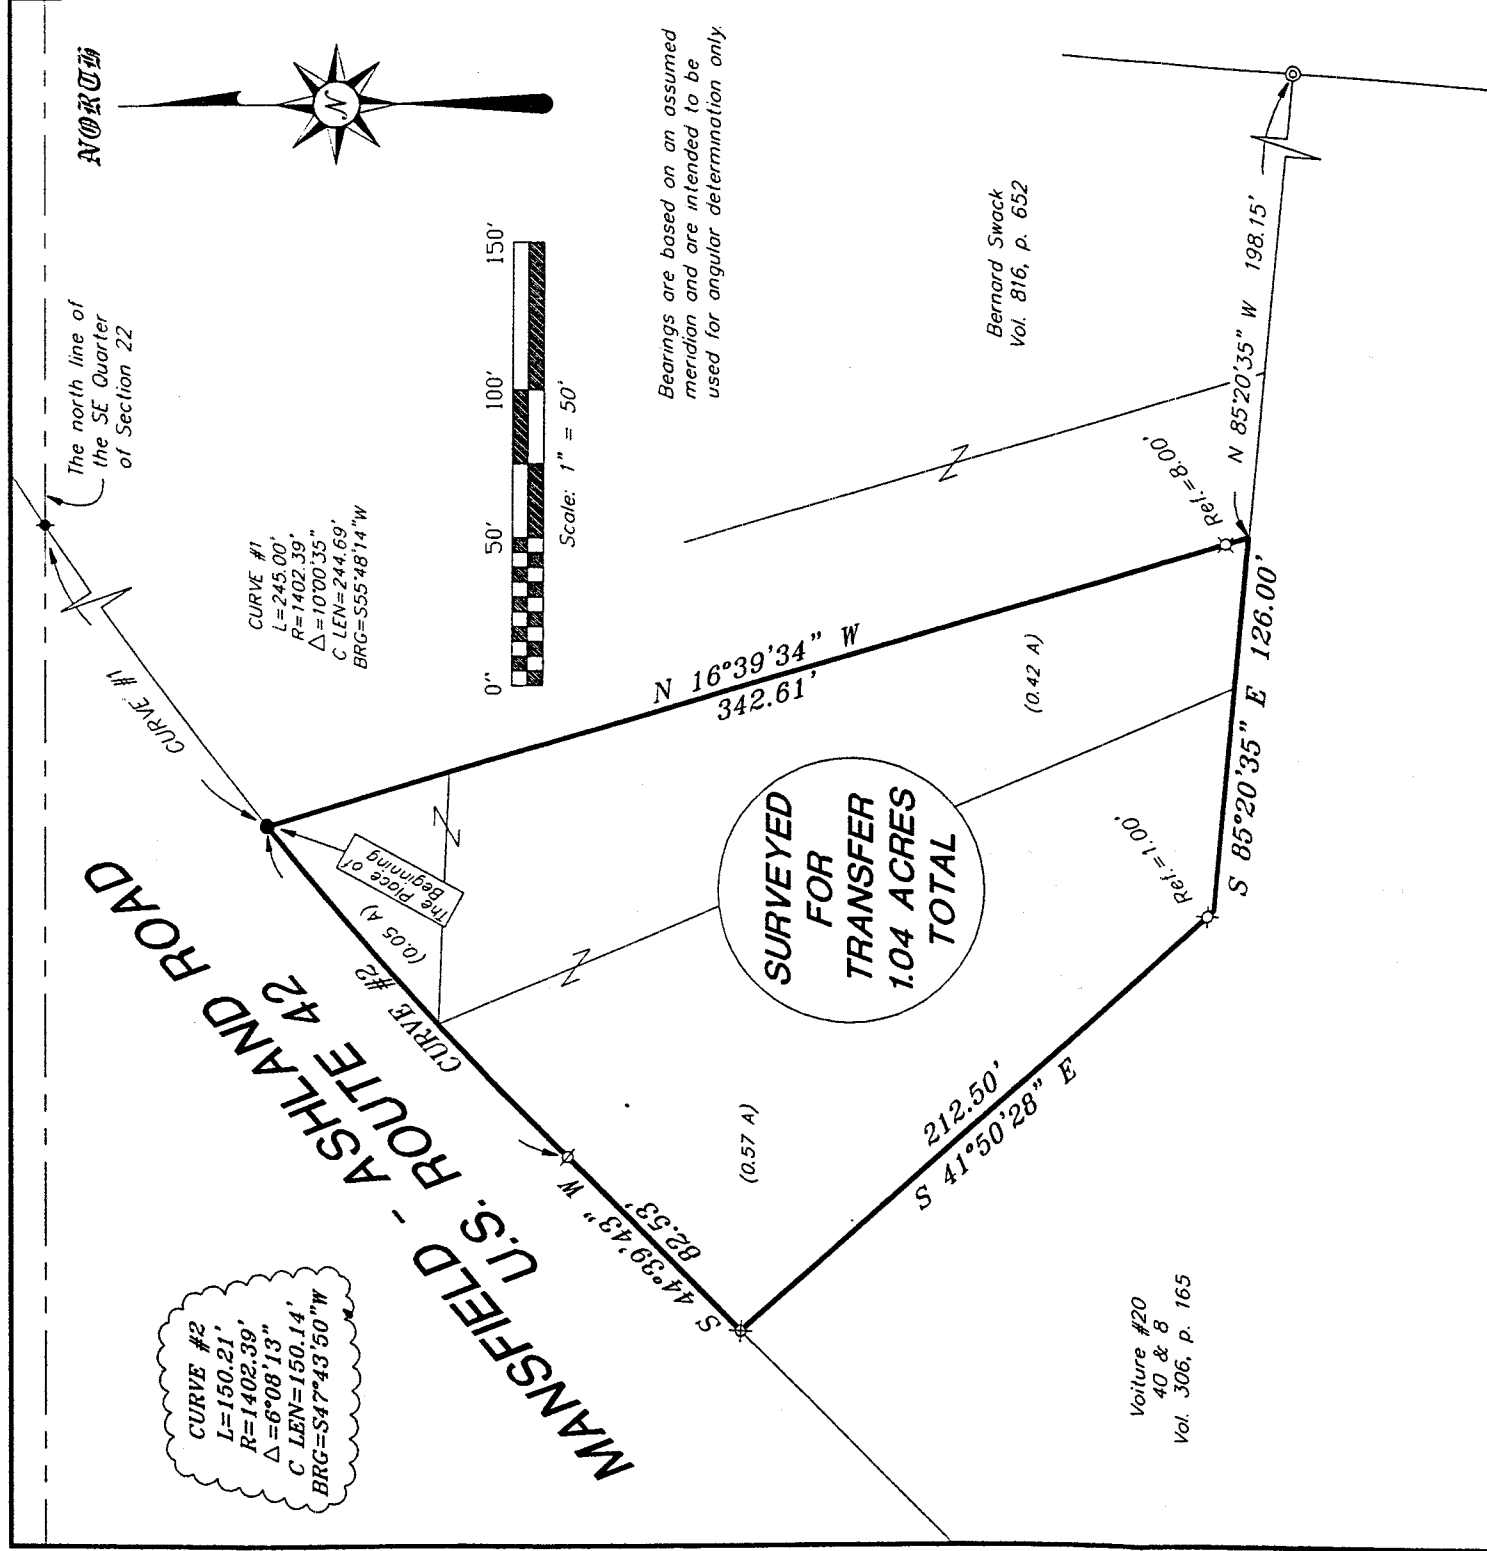 NORTH
N
The north line of
the SE Quarter
of Section 22
CURVE #1
L=245.00'
R=1402.39'
△=10°00'35"
C LEN=244.69'
BRG=S55°48'14"W
0"
50'
100'
150'
Scale: 1" = 50'
Bearings are based on an assumed
meridian and are intended to be
used for angular determination only.
Bernard Swack
Vol. 816, p. 652
N 85°20'35" W 198.15'
Ref.=8.00'
CURVE #1
N 16°39'34" W
342.61'
(0.42 A)
The Place of
Beginning
(0.05 A)
CURVE #2
SURVEYED
FOR
TRANSFER
1.04 ACRES
TOTAL
Ref.=1.00'
S 85°20'35" E 126.00'
MANSFIELD - ASHLAND ROAD
U.S. ROUTE 42
(0.57 A)
212.50'
S 41°50'28" E
S 44°39'43" W
82.53'
CURVE #2
L=150.21'
R=1402.39'
△=6°08'13"
C LEN=150.14'
BRG=S47°43'50"W
Voiture #20
40 & 8
Vol. 306, p. 165